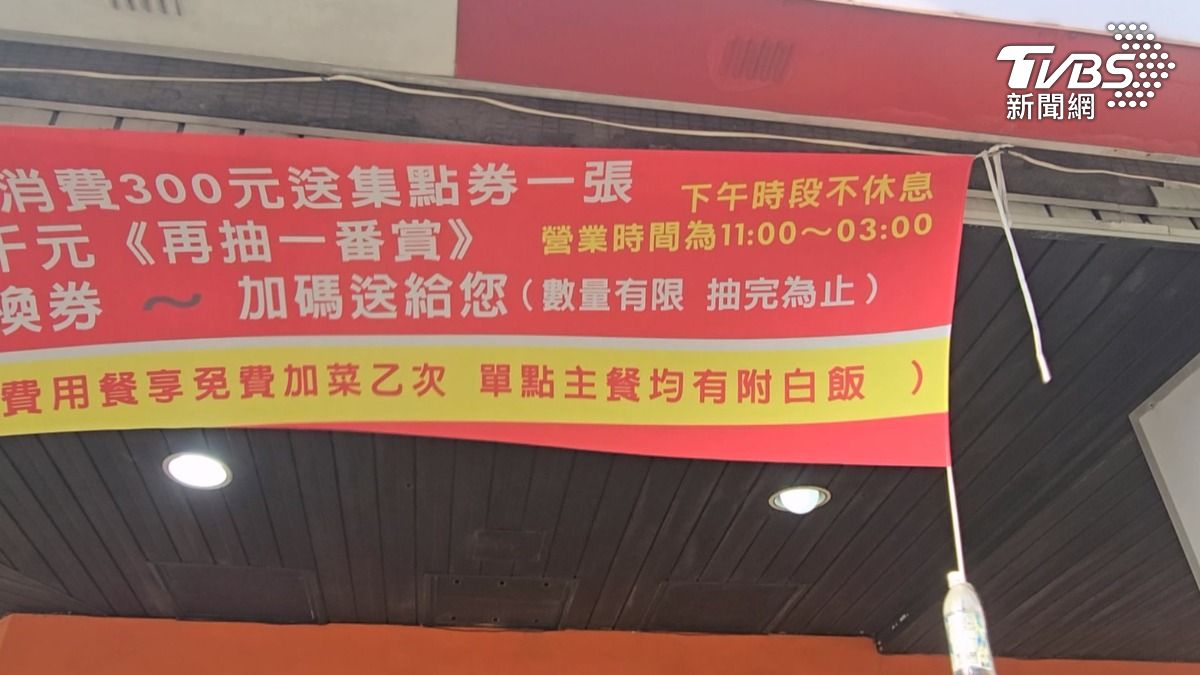 TVBS
新聞網
消費300元送集點券一張
下午時段不休息
千元《再抽一番賞》
營業時間為11:00～03:00
換券 ～ 加碼送給您（數量有限 抽完為止）
費用餐享免費加菜乙次 單點主餐均有附白飯 ）